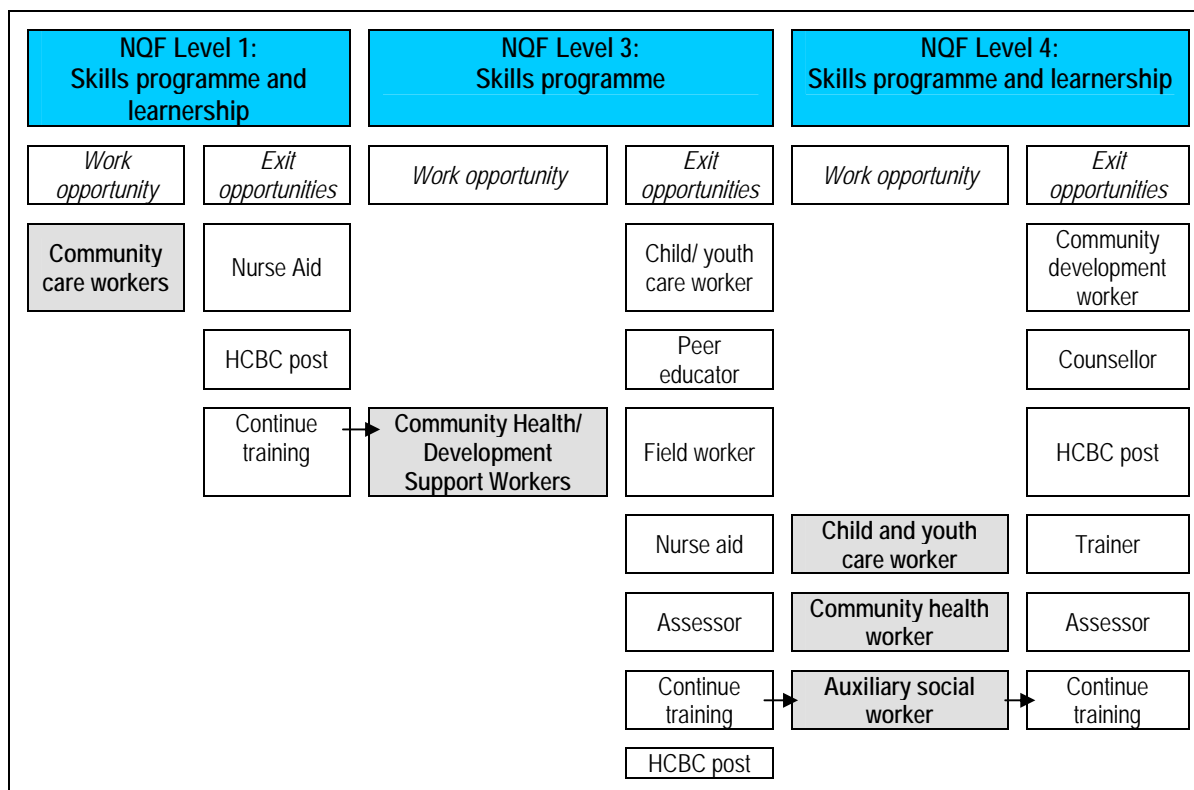 NQF Level 1:
Skills programme and
learnership
NQF Level 3:
Skills programme
NQF Level 4:
Skills programme and learnership
Work
opportunity
Exit
opportunities
Work opportunity
Exit
opportunities
Work opportunity
Exit
opportunities
Community
care workers
Nurse Aid
Child/ youth
care worker
Community
development
worker
HCBC post
Peer
educator
Counsellor
Continue
training
Community Health/
Development
Support Workers
Field worker
HCBC post
Nurse aid
Child and youth
care worker
Trainer
Assessor
Community health
worker
Assessor
Continue
training
Auxiliary social
worker
Continue
training
HCBC post